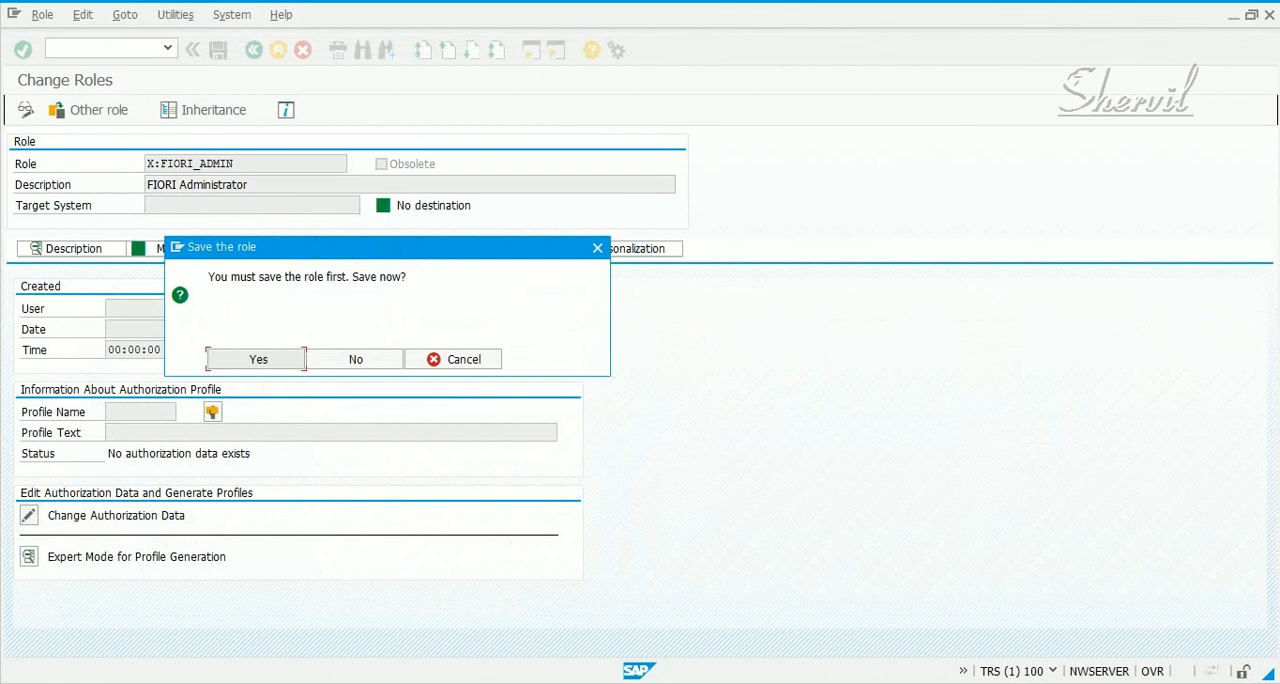 Role Edit Goto Utilities System Help
Change Roles
Shervil
Other role Inheritance
Role
Role X:FIORI_ADMIN Obsolete
Description FIORI Administrator
Target System No destination
Description M sonalization
Save the role
You must save the role first. Save now?
Yes No Cancel
Created
User
Date
Time 00:00:00
Information About Authorization Profile
Profile Name
Profile Text
Status No authorization data exists
Edit Authorization Data and Generate Profiles
Change Authorization Data
Expert Mode for Profile Generation
SAP TRS (1) 100 NWSERVER OVR